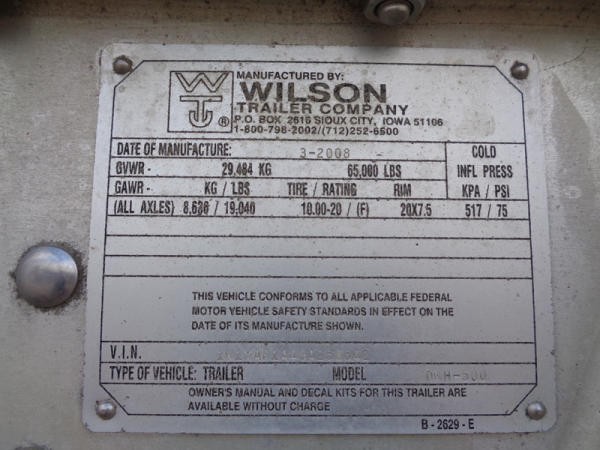 MANUFACTURED BY:
WILSON
TRAILER COMPANY
P.O. BOX 2616 SIOUX CITY, IOWA 51106
1-800-798-2002/(712)252-6500
WT ®
DATE OF MANUFACTURE: 3-2008 - COLD
GVWR - 29,484 KG 65,000 LBS INFL PRESS
GAWR - KG / LBS TIRE / RATING RIM KPA / PSI
(ALL AXLES) 8,636 / 19,040 10.00-20 / (F) 20X7.5 517 / 75
THIS VEHICLE CONFORMS TO ALL APPLICABLE FEDERAL
MOTOR VEHICLE SAFETY STANDARDS IN EFFECT ON THE
DATE OF ITS MANUFACTURE SHOWN.
V.I.N.
TYPE OF VEHICLE: TRAILER MODEL
OWNER'S MANUAL AND DECAL KITS FOR THIS TRAILER ARE
AVAILABLE WITHOUT CHARGE
B - 2629 - E